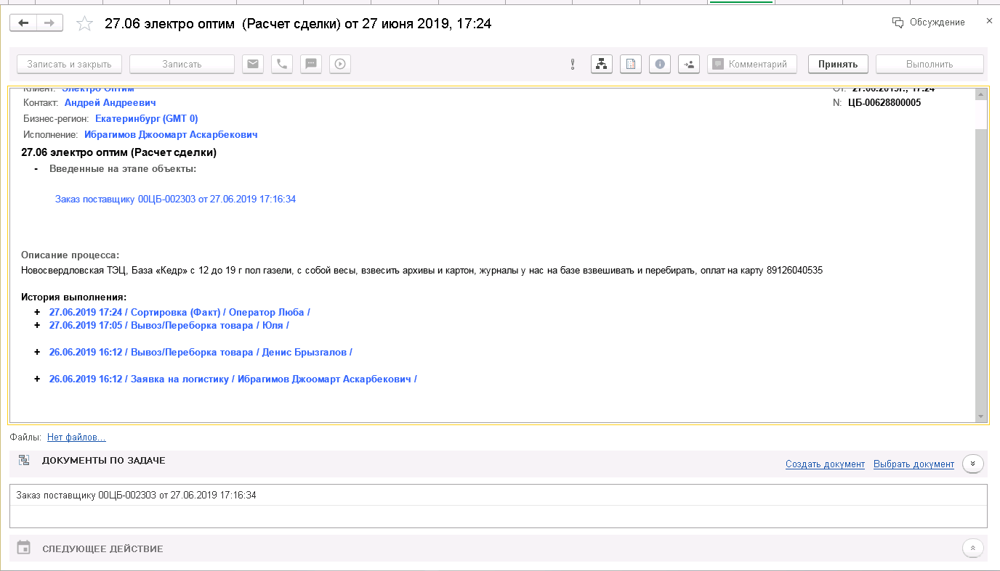 27.06 электро оптим (Расчет сделки) от 27 июня 2019, 17:24
Обсуждение
Записать и закрыть
Записать
Комментарий
Принять
Выполнить
Клиент: Электро Оптим
От: 27.06.2019г., 17:24
Контакт: Андрей Андреевич
N: ЦБ-00628800005
Бизнес-регион: Екатеринбург (GMT 0)
Исполнение: Ибрагимов Джоомарт Аскарбекович
27.06 электро оптим (Расчет сделки)
- Введенные на этапе объекты:
Заказ поставщику 00ЦБ-002303 от 27.06.2019 17:16:34
Описание процесса:
Новосвердловская ТЭЦ, База «Кедр» с 12 до 19 г пол газели, с собой весы, взвесить архивы и картон, журналы у нас на базе взвешивать и перебирать, оплат на карту 89126040535
История выполнения:
+ 27.06.2019 17:24 / Сортировка (Факт) / Оператор Люба /
+ 27.06.2019 17:05 / Вывоз/Переборка товара / Юля /
+ 26.06.2019 16:12 / Вывоз/Переборка товара / Денис Брызгалов /
+ 26.06.2019 16:12 / Заявка на логистику / Ибрагимов Джоомарт Аскарбекович /
Файлы: Нет файлов...
ДОКУМЕНТЫ ПО ЗАДАЧЕ
Создать документ Выбрать документ
Заказ поставщику 00ЦБ-002303 от 27.06.2019 17:16:34
СЛЕДУЮЩЕЕ ДЕЙСТВИЕ